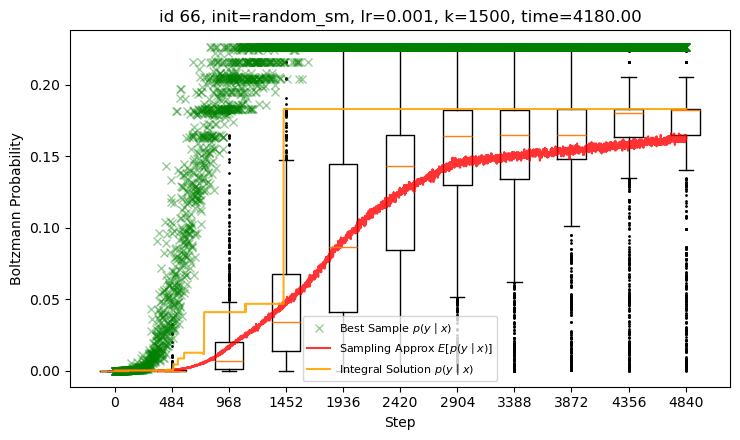 id 66, init=random_sm, lr=0.001, k=1500, time=4180.00
Boltzmann Probability
0.20
0.15
0.10
0.05
0.00
Best Sample p(y | x)
Sampling Approx E[p(y | x)]
Integral Solution p(y | x)
0 484 968 1452 1936 2420 2904 3388 3872 4356 4840
Step